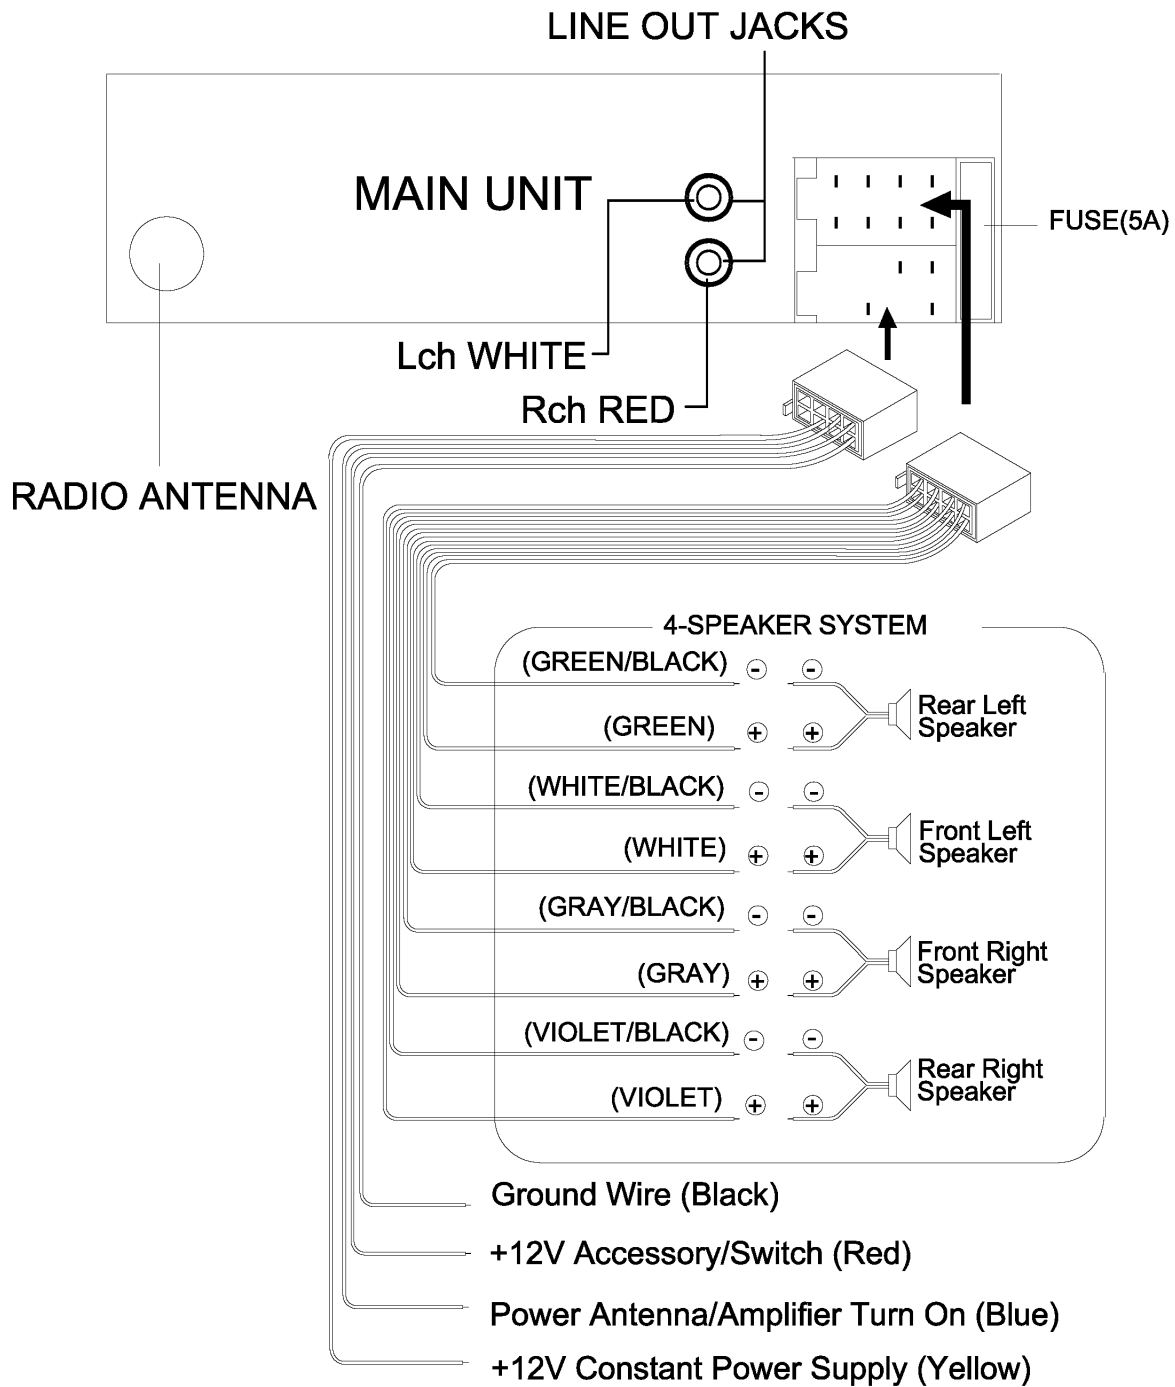 LINE OUT JACKS
MAIN UNIT
FUSE(5A)
Lch WHITE
Rch RED
RADIO ANTENNA
4-SPEAKER SYSTEM
(GREEN/BLACK) - -
Rear Left
Speaker
(GREEN) + +
(WHITE/BLACK) - -
Front Left
Speaker
(WHITE) + +
(GRAY/BLACK) - -
Front Right
Speaker
(GRAY) + +
(VIOLET/BLACK) - -
Rear Right
Speaker
(VIOLET) + +
Ground Wire (Black)
+12V Accessory/Switch (Red)
Power Antenna/Amplifier Turn On (Blue)
+12V Constant Power Supply (Yellow)